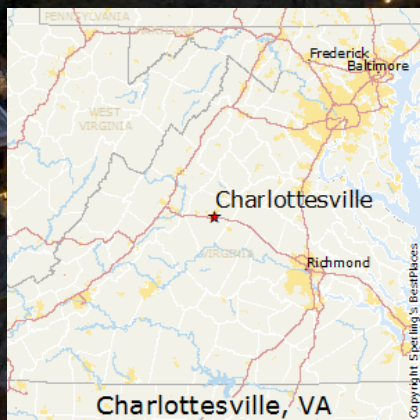 PENNSYLVANIA
Frederick
Baltimore
WEST
VIRGINIA
Charlottesville
VIRGINIA
Richmond
Copyright Sperling's BestPlaces
Charlottesville, VA